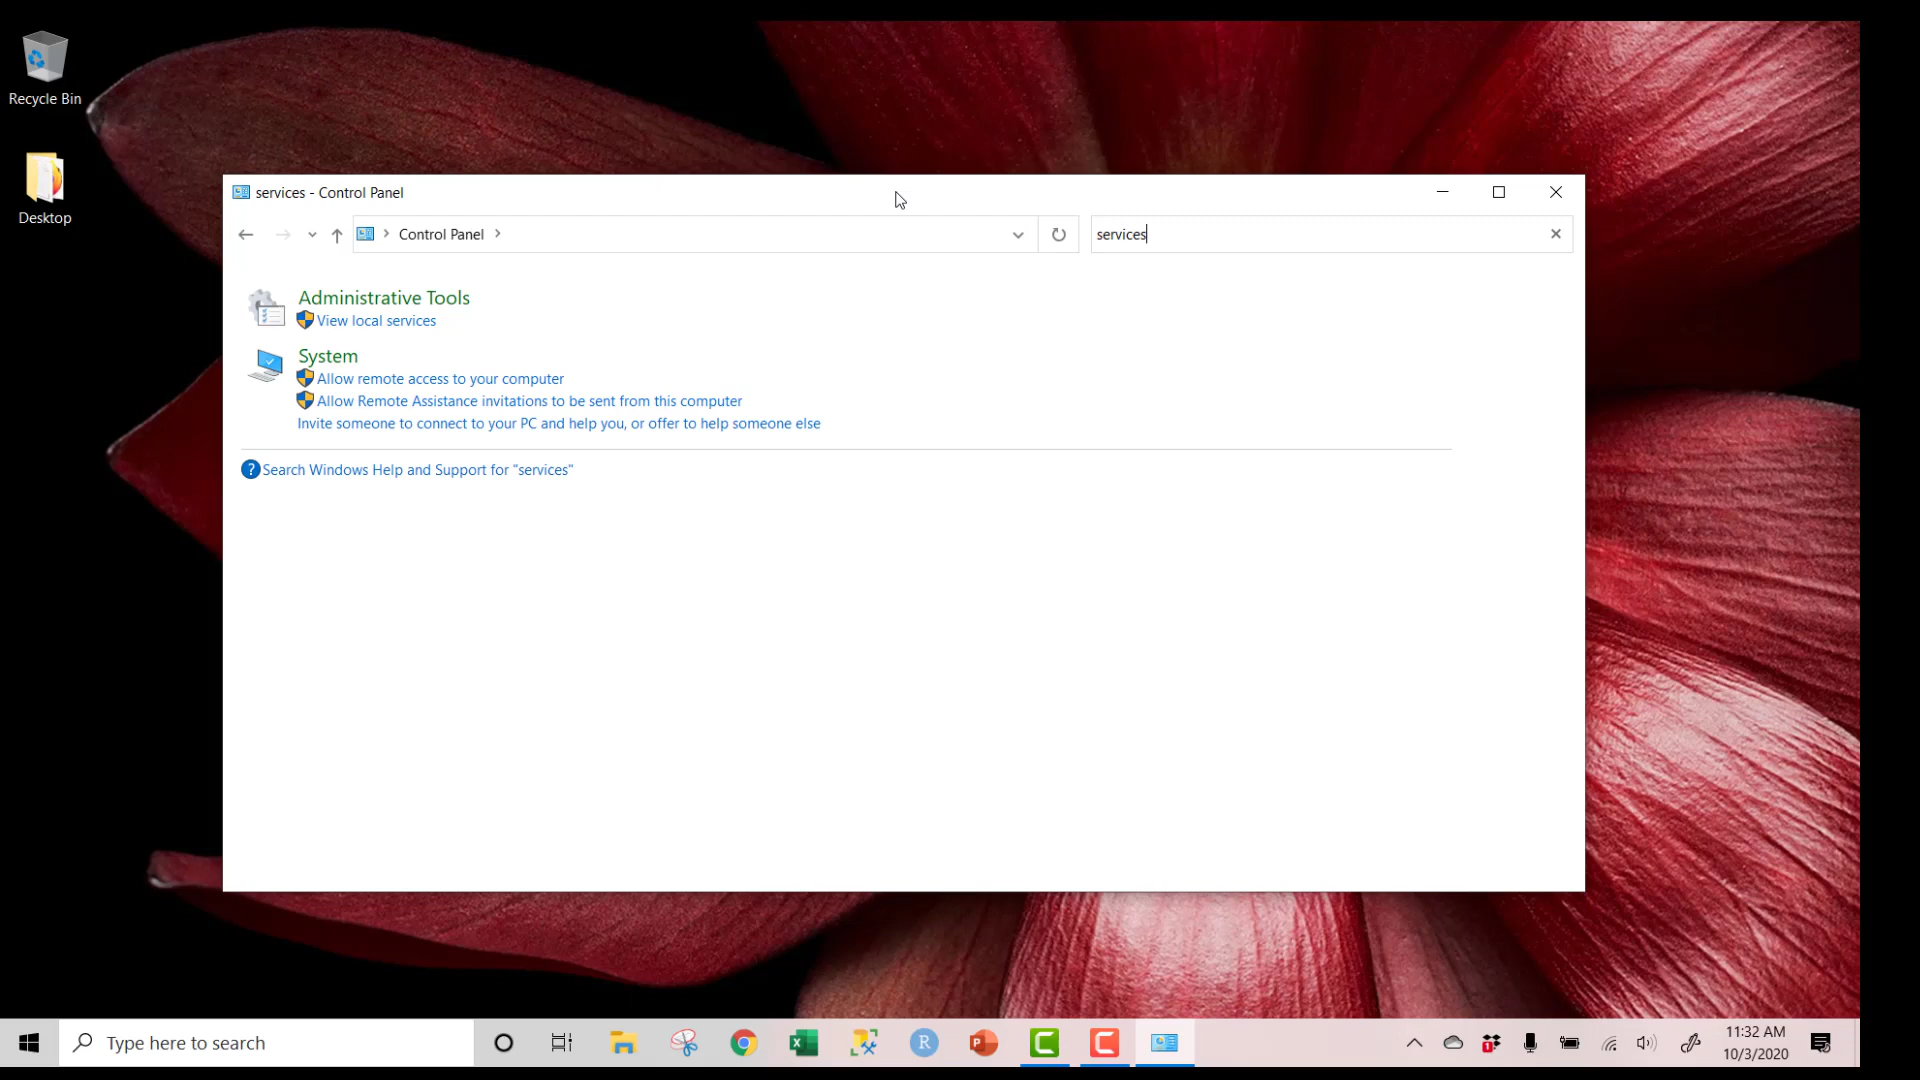 Recycle Bin
Desktop
services - Control Panel
Control Panel
services
Administrative Tools
View local services
System
Allow remote access to your computer
Allow Remote Assistance invitations to be sent from this computer
Invite someone to connect to your PC and help you, or offer to help someone else
? Search Windows Help and Support for "services"
Type here to search
R
P
1
11:32 AM
10/3/2020